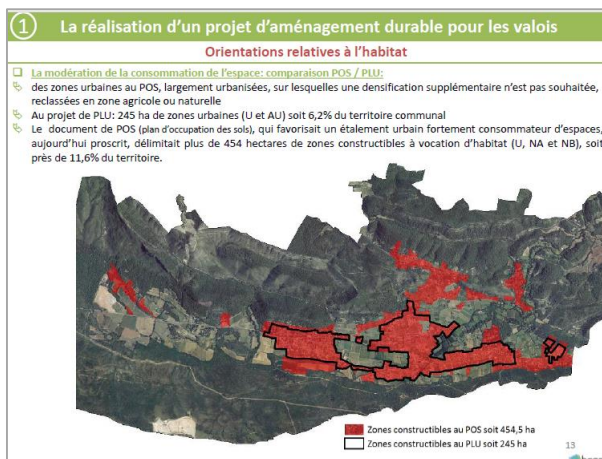 1 La réalisation d'un projet d'aménagement durable pour les valois
Orientations relatives à l'habitat
La modération de la consommation de l'espace: comparaison POS / PLU:
des zones urbaines au POS, largement urbanisées, sur lesquelles une densification supplémentaire n'est pas souhaitée,
reclassées en zone agricole ou naturelle
Au projet de PLU: 245 ha de zones urbaines (U et AU) soit 6,2% du territoire communal
Le document de POS (plan d'occupation des sols), qui favorisait un étalement urbain fortement consommateur d'espaces,
aujourd'hui proscrit, délimitait plus de 454 hectares de zones constructibles à vocation d'habitat (U, NA et NB), soit
près de 11,6% du territoire.
Zones constructibles au POS soit 454,5 ha
Zones constructibles au PLU soit 245 ha
13